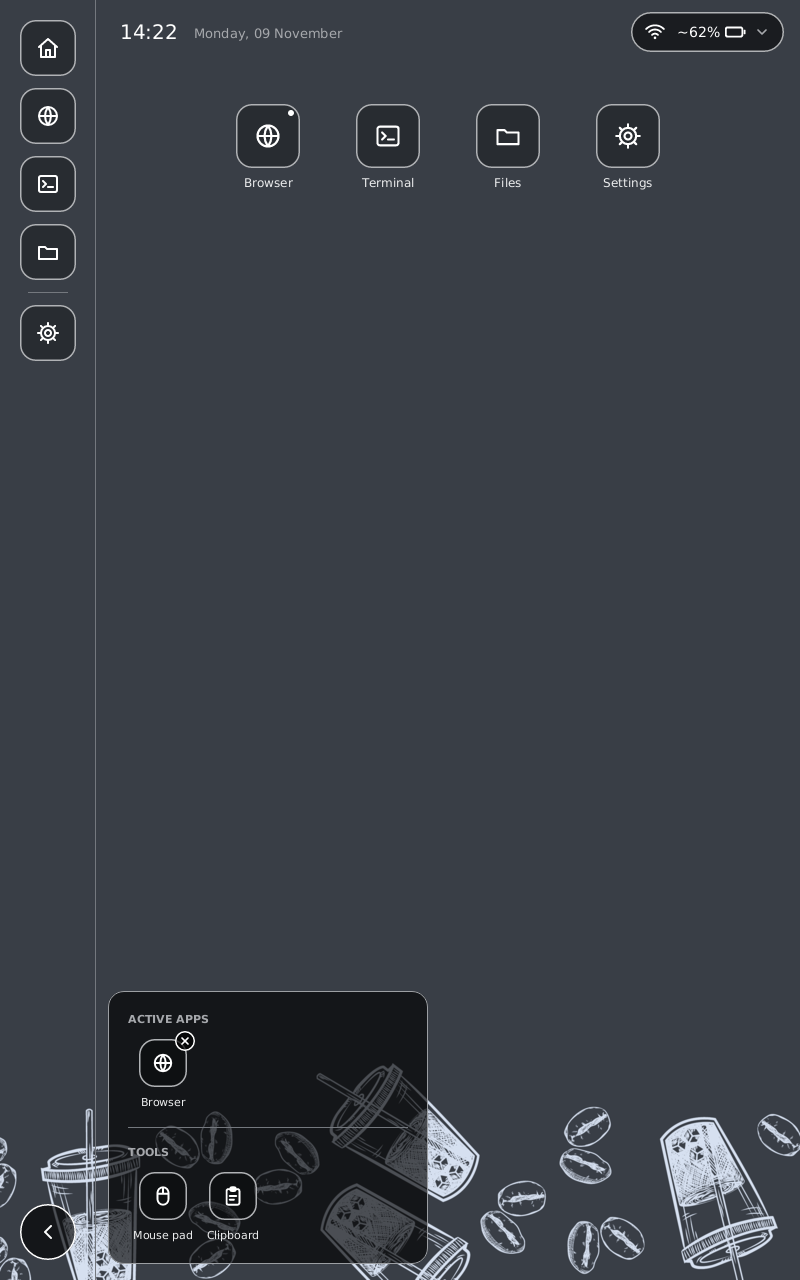 14:22 Monday, 09 November ~62%
Browser Terminal Files Settings
ACTIVE APPS
Browser
TOOLS
Mouse pad Clipboard